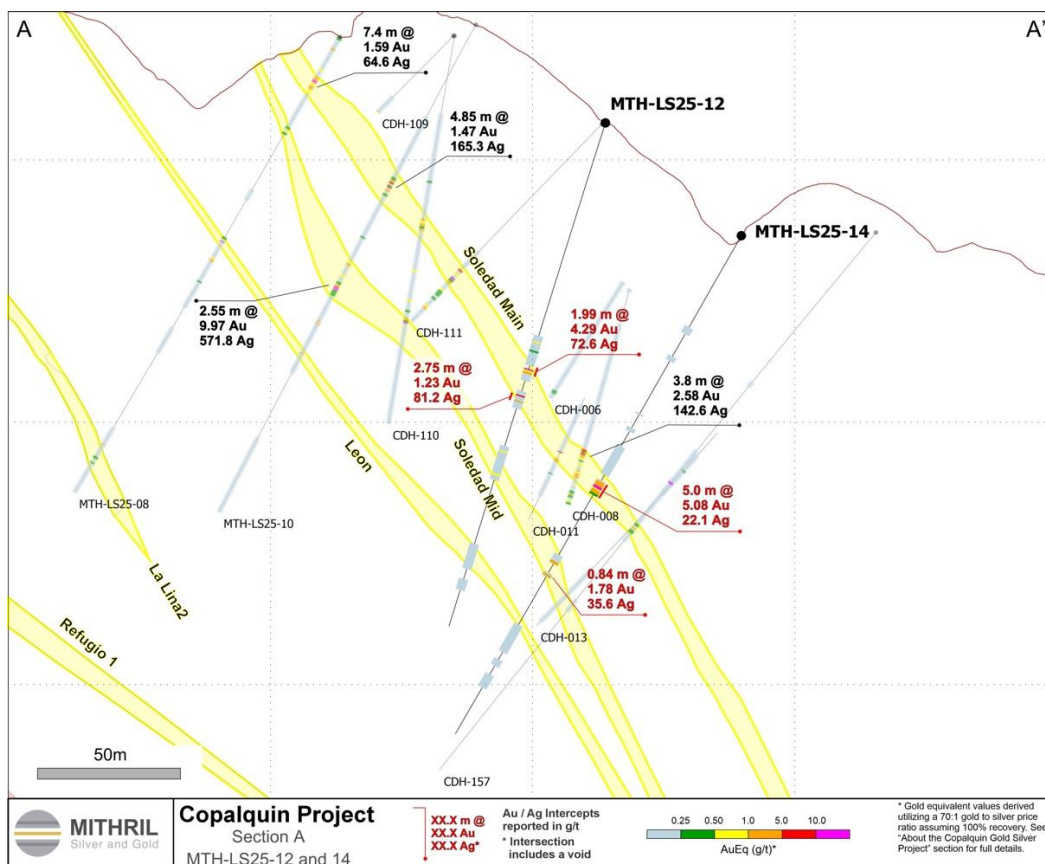 A
A'
7.4 m @
1.59 Au
64.6 Ag
CDH-109
4.85 m @
1.47 Au
165.3 Ag
MTH-LS25-12
MTH-LS25-14
Soledad Main
2.55 m @
9.97 Au
571.8 Ag
CDH-111
1.99 m @
4.29 Au
72.6 Ag
2.75 m @
1.23 Au
81.2 Ag
CDH-006
3.8 m @
2.58 Au
142.6 Ag
CDH-110
Leon
Soledad Mid
MTH-LS25-08
MTH-LS25-10
CDH-011
CDH-008
5.0 m @
5.08 Au
22.1 Ag
La Lina2
0.84 m @
1.78 Au
35.6 Ag
Refugio 1
CDH-013
50m
CDH-157
MITHRIL
Silver and Gold
Copalquin Project
Section A
MTH-LS25-12 and 14
XX.X m @
XX.X Au
XX.X Ag*
Au / Ag Intercepts
reported in g/t
* Intersection
includes a void
0.25 0.50 1.0 5.0 10.0
AuEq (g/t)*
* Gold equivalent values derived
utilizing a 70:1 gold to silver price
ratio assuming 100% recovery. See
"About the Copalquin Gold Silver
Project" section for full details.